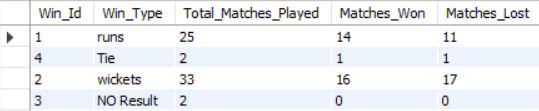 Win_Id Win_Type Total_Matches_Played Matches_Won Matches_Lost
1 runs 25 14 11
4 Tie 2 1 1
2 wickets 33 16 17
3 NO Result 2 0 0